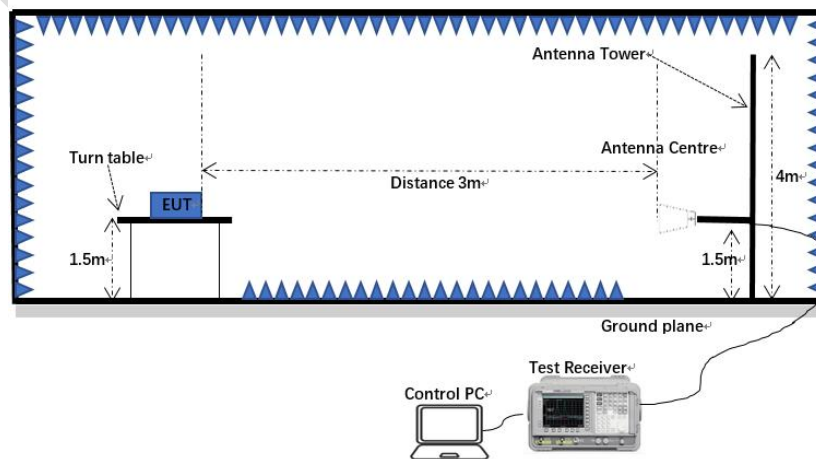 Antenna Tower
Turn table
Antenna Centre
Distance 3m
4m
EUT
1.5m
1.5m
Ground plane
Test Receiver
Control PC